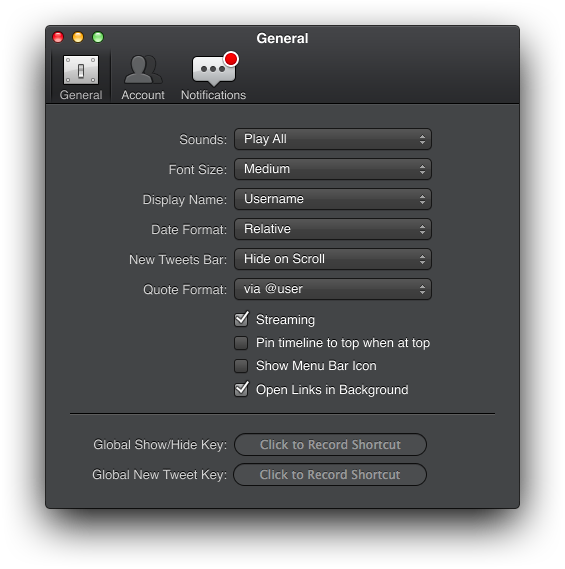 General
General Account Notifications
Sounds: Play All
Font Size: Medium
Display Name: Username
Date Format: Relative
New Tweets Bar: Hide on Scroll
Quote Format: via @user
Streaming
Pin timeline to top when at top
Show Menu Bar Icon
Open Links in Background
Global Show/Hide Key: Click to Record Shortcut
Global New Tweet Key: Click to Record Shortcut